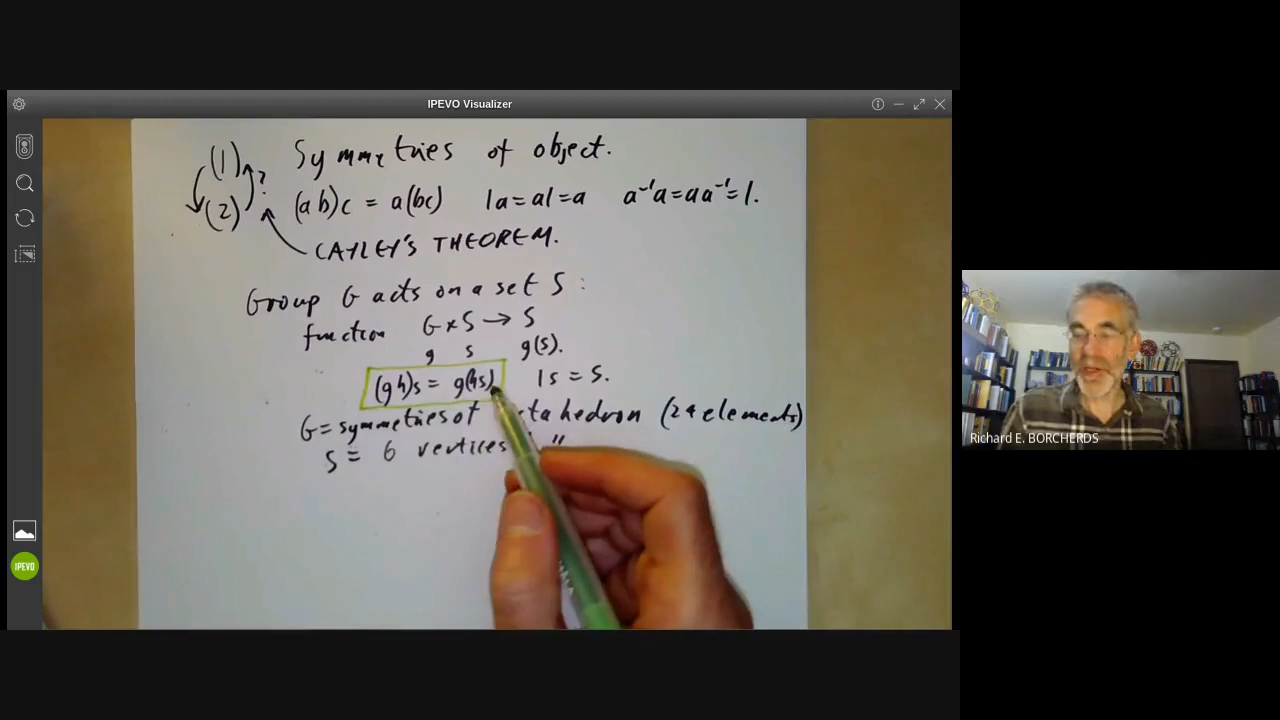 IPEVO Visualizer
(1) Symmetries of object.
?
(2) (ab)c = a(bc) 1a=a1=a a⁻¹a=aa⁻¹=1.
CAYLEY'S THEOREM.
Group G acts on a set S :
function G×S → S
g s g(s).
(gh)s = g(hs) 1s = s.
G = symmetries of octahedron (24 elements)
S = 6 vertices "
IPEVO
Richard E. BORCHERDS